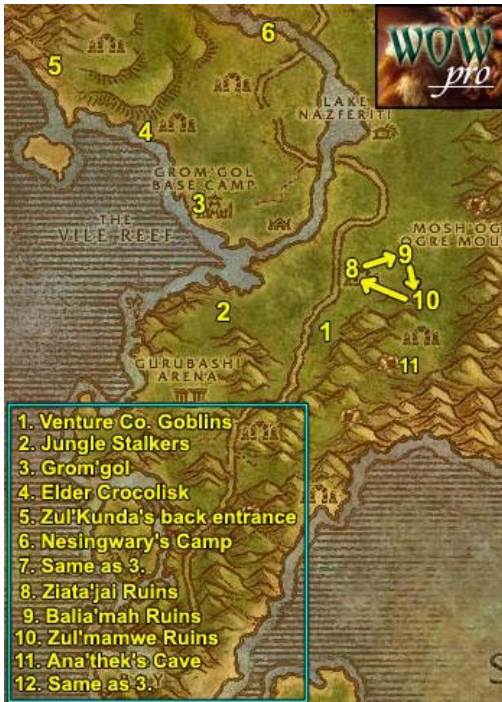 6
WOW
pro
5
LAKE
NAZFERITI
4
GROM'GOL
BASE CAMP
3
THE
VILE REEF
MOSH'OG
OGRE MOU
9
8
10
2
1
GURUBASHI
ARENA
11
1. Venture Co. Goblins
2. Jungle Stalkers
3. Grom'gol
4. Elder Crocolisk
5. Zul'Kunda's back entrance
6. Nesingwary's Camp
7. Same as 3.
8. Ziata'jai Ruins
9. Balia'mah Ruins
10. Zul'mamwe Ruins
11. Ana'thek's Cave
12. Same as 3.
S